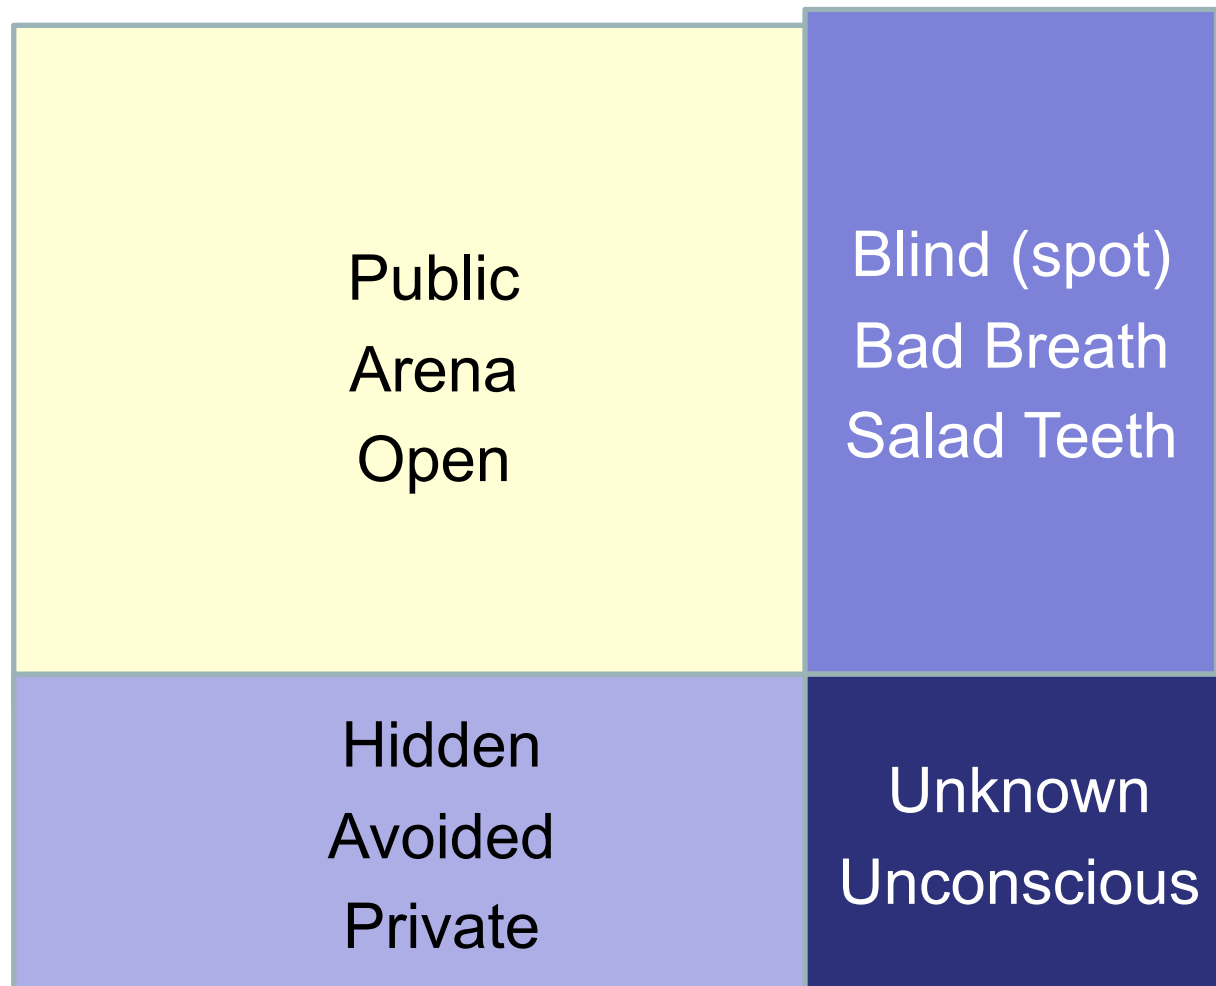 Public
Arena
Open
Blind (spot)
Bad Breath
Salad Teeth
Hidden
Avoided
Private
Unknown
Unconscious